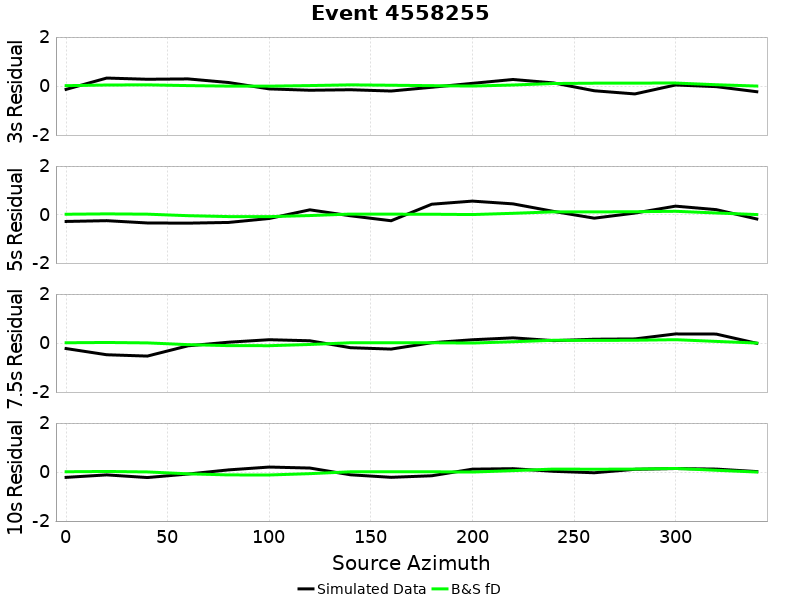 Event 4558255
3s Residual
2
0
-2
5s Residual
2
0
-2
7.5s Residual
2
0
-2
10s Residual
2
0
-2
0 50 100 150 200 250 300
Source Azimuth
Simulated Data B&S fD